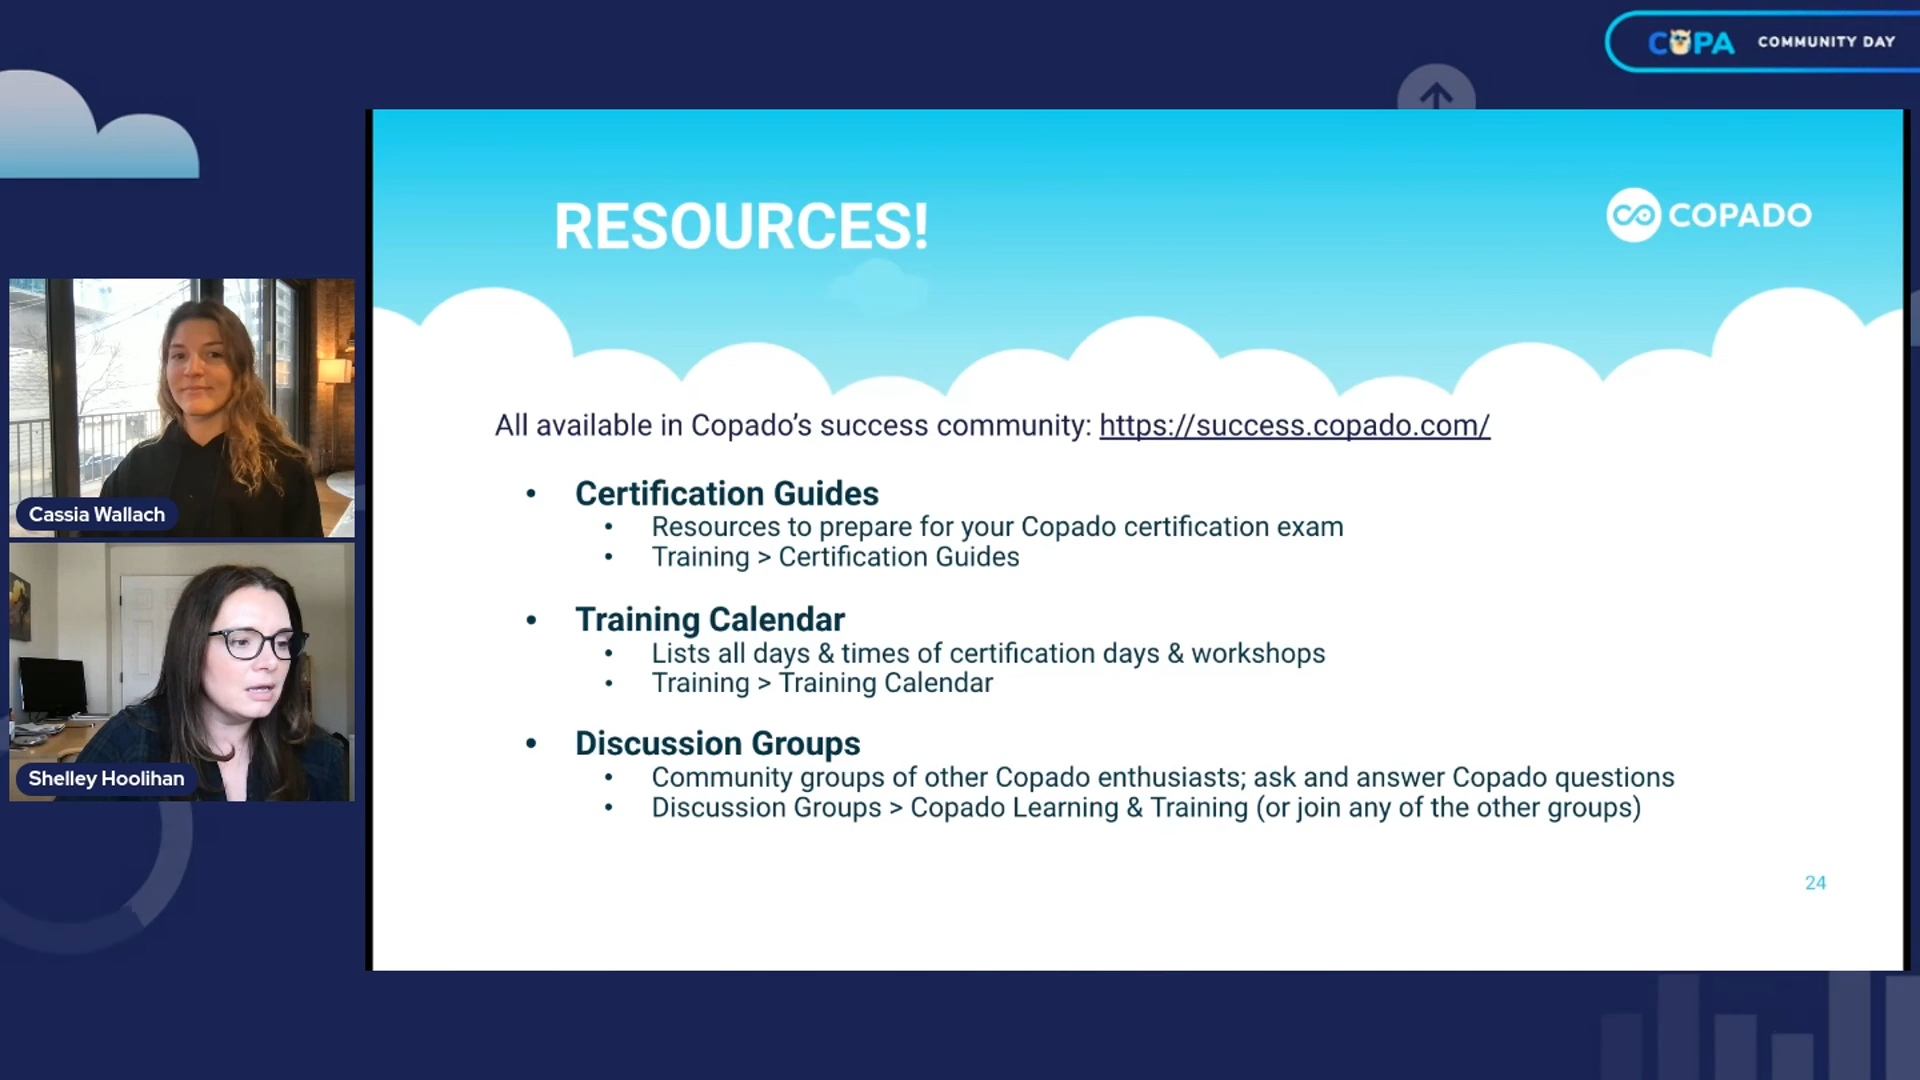 COPA COMMUNITY DAY
RESOURCES!
COPADO
All available in Copado’s success community: https://success.copado.com/
• Certification Guides
• Resources to prepare for your Copado certification exam
• Training > Certification Guides
• Training Calendar
• Lists all days & times of certification days & workshops
• Training > Training Calendar
• Discussion Groups
• Community groups of other Copado enthusiasts; ask and answer Copado questions
• Discussion Groups > Copado Learning & Training (or join any of the other groups)
24
Cassia Wallach
Shelley Hoolihan